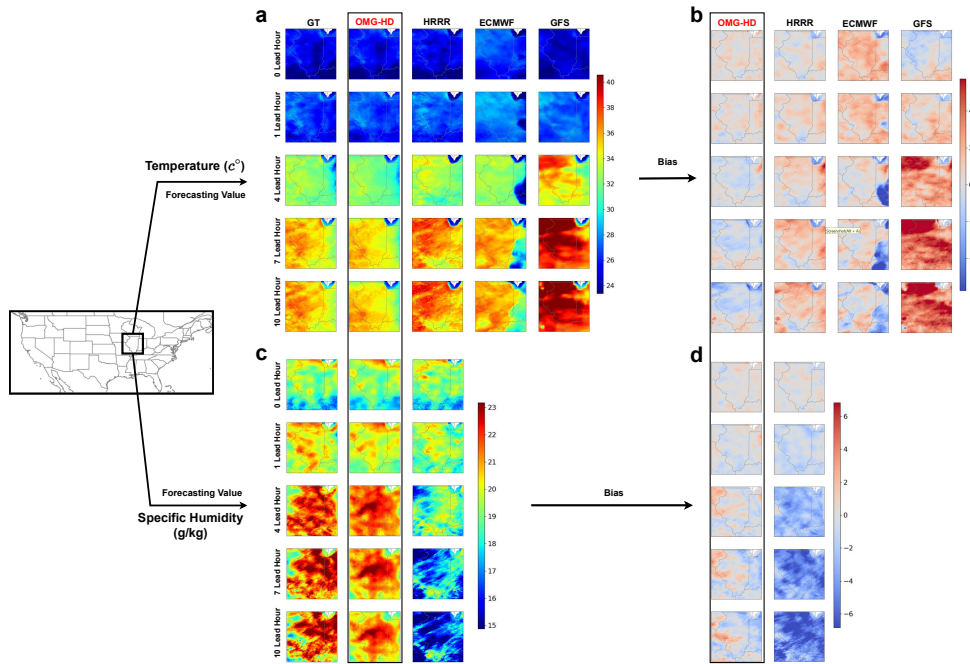 a
b
GT
OMG-HD
HRRR
ECMWF
GFS
OMG-HD
HRRR
ECMWF
GFS
0 Lead Hour
1 Lead Hour
4 Lead Hour
7 Lead Hour
10 Lead Hour
40
38
36
34
32
30
28
26
24
Temperature (c°)
Forecasting Value
Bias
c
d
0 Lead Hour
1 Lead Hour
4 Lead Hour
7 Lead Hour
10 Lead Hour
23
22
21
20
19
18
17
16
15
Forecasting Value
Specific Humidity
(g/kg)
Bias
6
4
2
0
−2
−4
−6